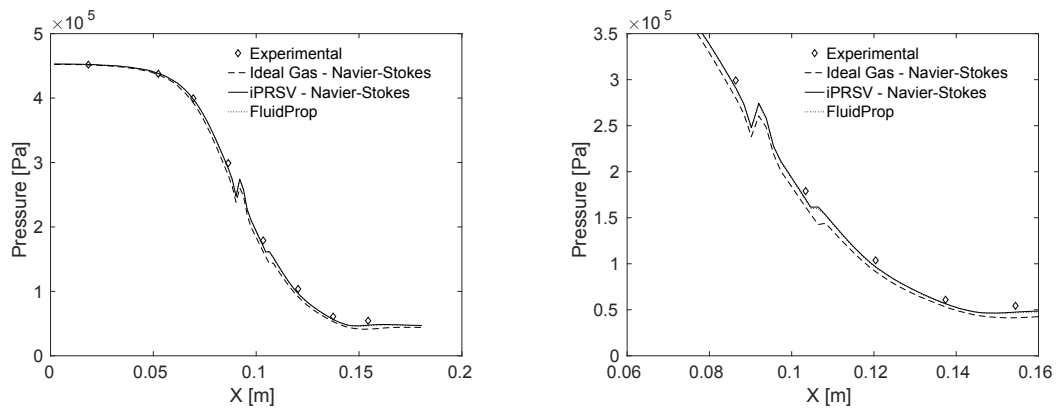 ×10⁵
5
4
3
2
1
0
Pressure [Pa]
0
0.05
0.1
0.15
0.2
X [m]
Experimental
Ideal Gas - Navier-Stokes
iPRSV - Navier-Stokes
FluidProp
×10⁵
3.5
3
2.5
2
1.5
1
0.5
0
Pressure [Pa]
0.06
0.08
0.1
0.12
0.14
0.16
X [m]
Experimental
Ideal Gas - Navier-Stokes
iPRSV - Navier-Stokes
FluidProp